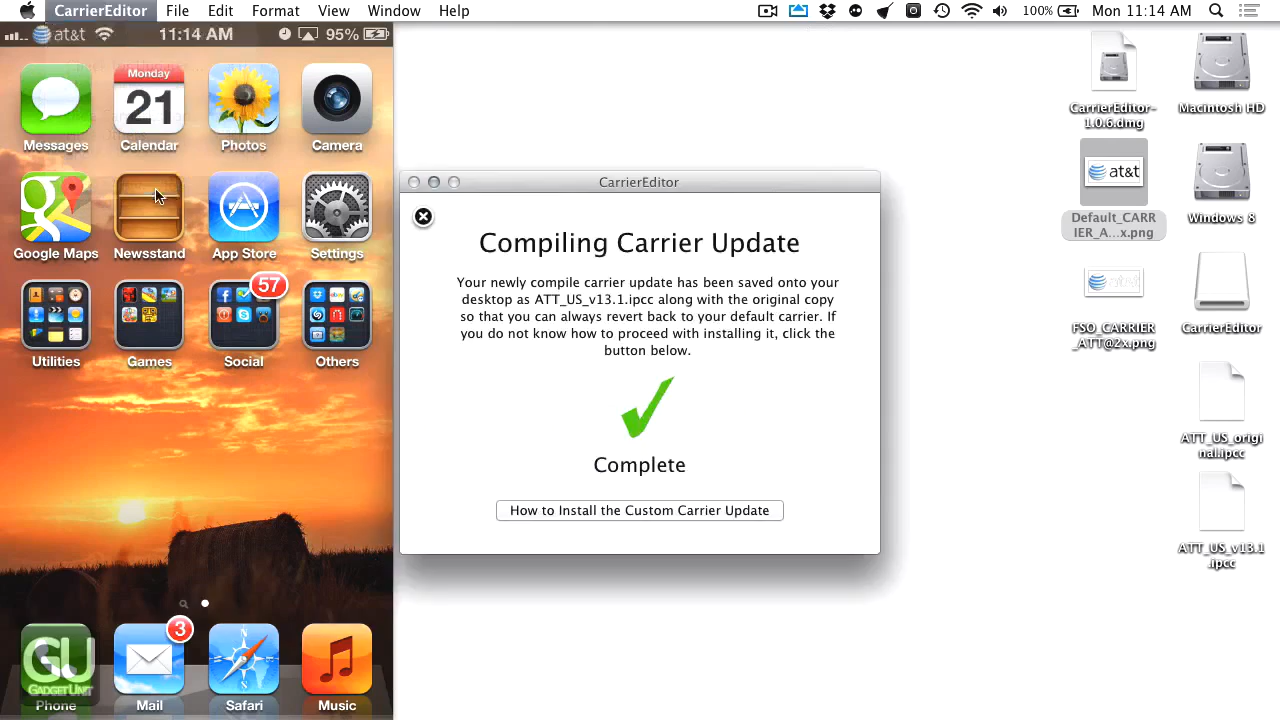 CarrierEditor File Edit Format View Window Help 100% Mon 11:14 AM
at&t 11:14 AM 95%
Monday
21
Messages Calendar Photos Camera
Google Maps Newsstand App Store Settings
57
Utilities Games Social Others
3
GU
GADGETUNIT
Phone Mail Safari Music
CarrierEditor
Compiling Carrier Update
Your newly compile carrier update has been saved onto your
desktop as ATT_US_v13.1.ipcc along with the original copy
so that you can always revert back to your default carrier. If
you do not know how to proceed with installing it, click the
button below.
Complete
How to Install the Custom Carrier Update
CarrierEditor-
1.0.6.dmg
Macintosh HD
at&t
Default_CARR
IER_A...x.png
Windows 8
at&t
FSO_CARRIER
_ATT@2x.png
CarrierEditor
ATT_US_origi
nal.ipcc
ATT_US_v13.1
.ipcc